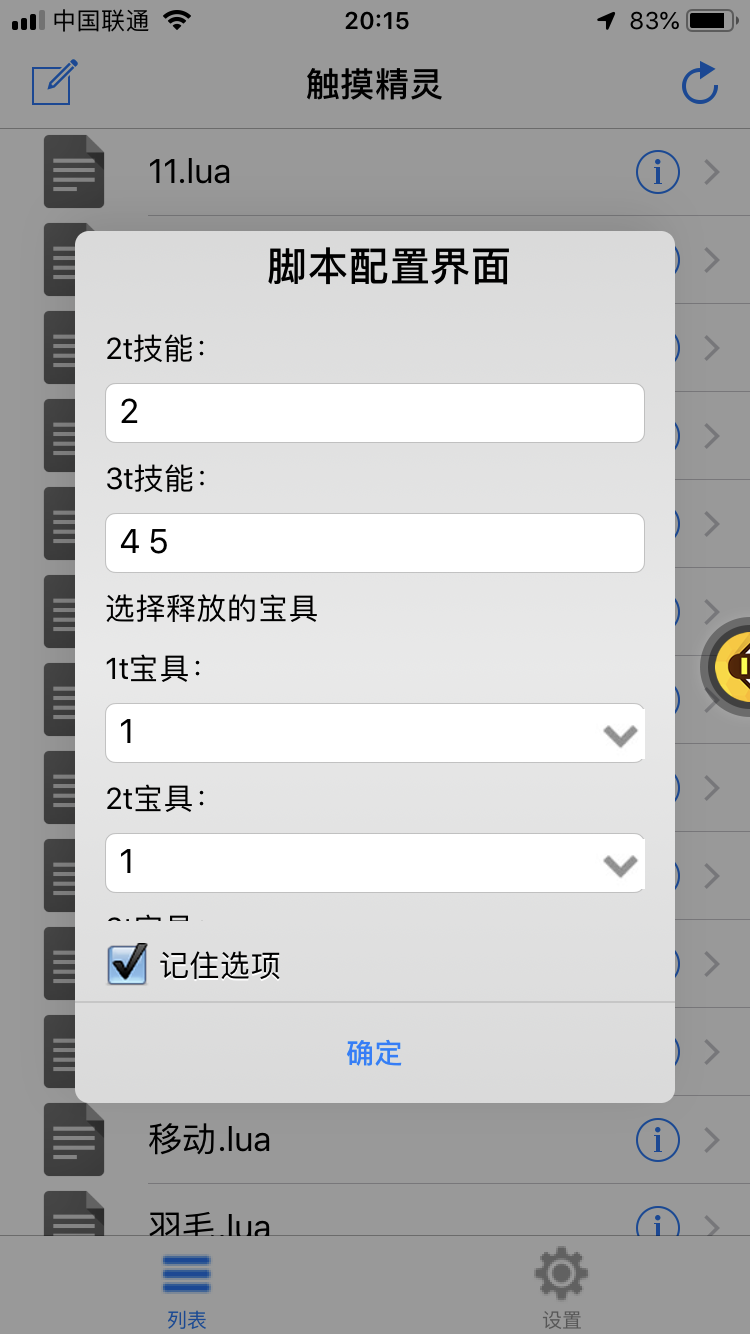 中国联通
20:15
83%
触摸精灵
11.lua
脚本配置界面
2t技能：
2
3t技能：
4 5
选择释放的宝具
1t宝具：
1
2t宝具：
1
记住选项
确定
移动.lua
羽毛.lua
列表
设置